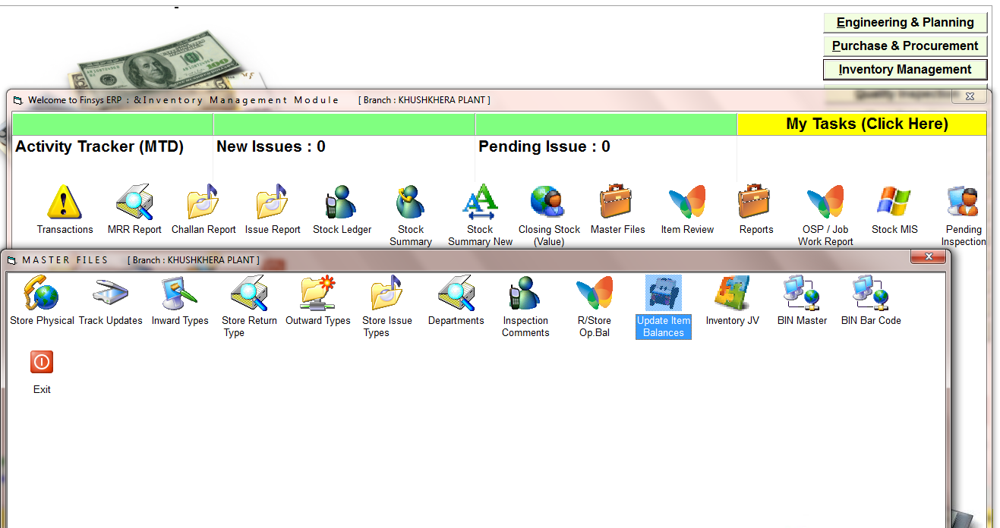 Engineering & Planning
Purchase & Procurement
Inventory Management
Welcome to Finsys ERP : &Inventory Management Module [ Branch : KHUSHKHERA PLANT ]
My Tasks (Click Here)
Activity Tracker (MTD) New Issues : 0 Pending Issue : 0
Transactions MRR Report Challan Report Issue Report Stock Ledger Stock Stock Closing Stock Master Files Item Review Reports OSP / Job Stock MIS Pending
Summary Summary New (Value) Work Report Inspection
MASTER FILES [ Branch : KHUSHKHERA PLANT ]
Store Physical Track Updates Inward Types Store Return Outward Types Store Issue Departments Inspection R/Store Update Item Inventory JV BIN Master BIN Bar Code
Type Types Comments Op.Bal Balances
Exit